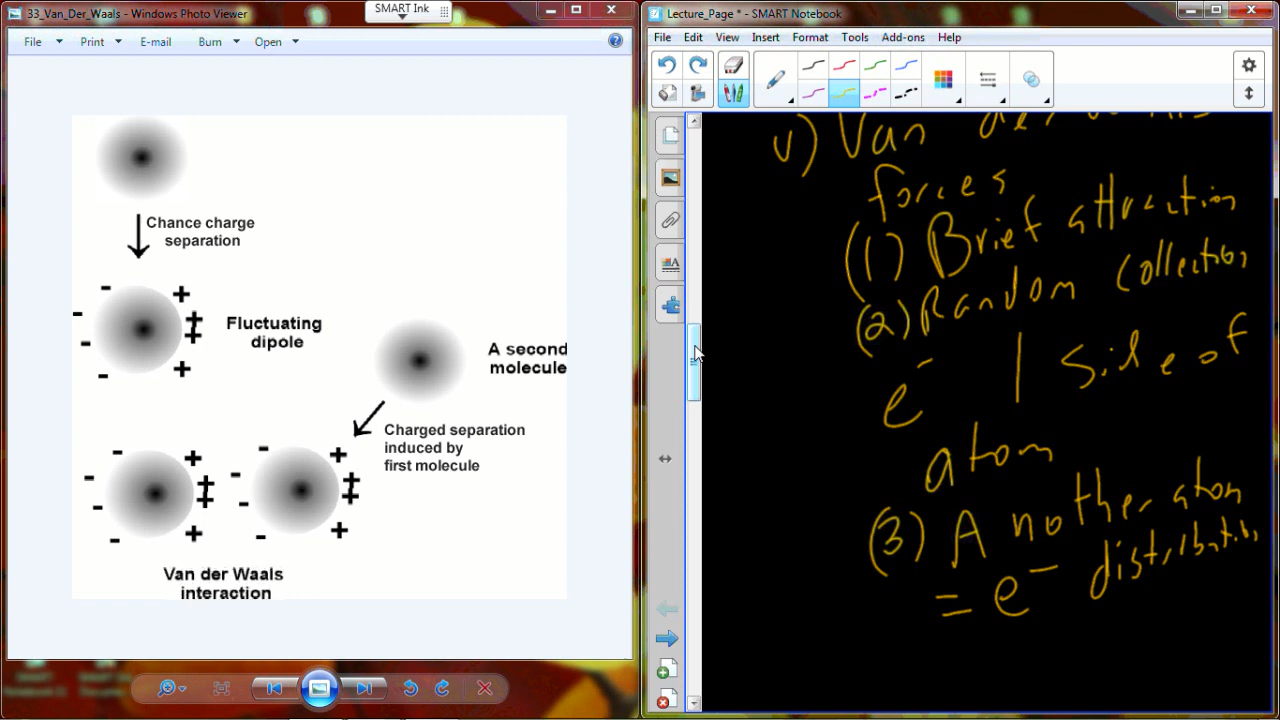 33_Van_Der_Waals - Windows Photo Viewer
SMART Ink
File Print E-mail Burn Open
Chance charge
separation
- + - + - + - +
Fluctuating
dipole
A second
molecule
Charged separation
induced by
first molecule
- + - + - + - +
- + - + - + - +
Van der Waals
interaction
Lecture_Page * - SMART Notebook
File Edit View Insert Format Tools Add-ons Help
v) Van der
forces
(1) Brief attraction
(2) Random collection
e⁻ 1 side of
atom
(3) Another atom
= e⁻ distribution